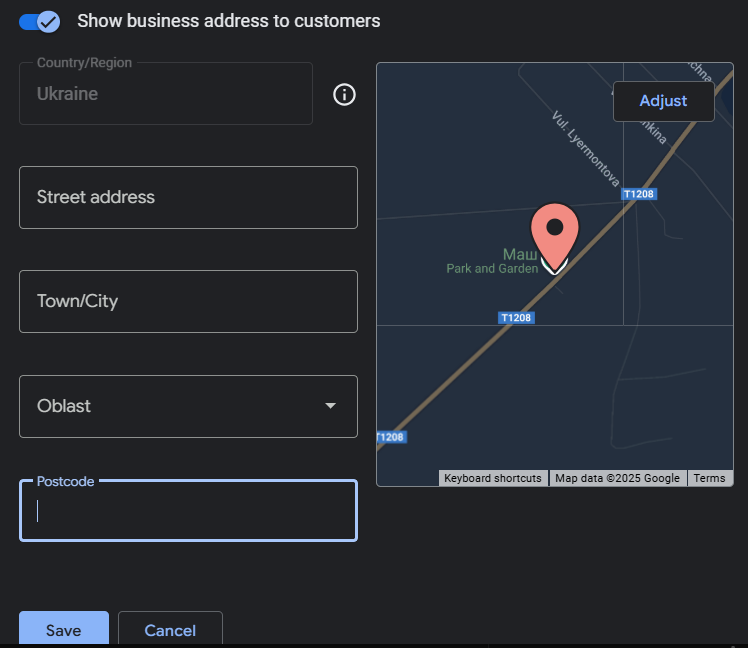 Show business address to customers
Country/Region
Ukraine
Street address
Town/City
Oblast
Postcode
Save
Cancel
Adjust
Vul. Lyermontova
T1208
Маш
Park and Garden
T1208
T1208
Keyboard shortcuts
Map data ©2025 Google
Terms